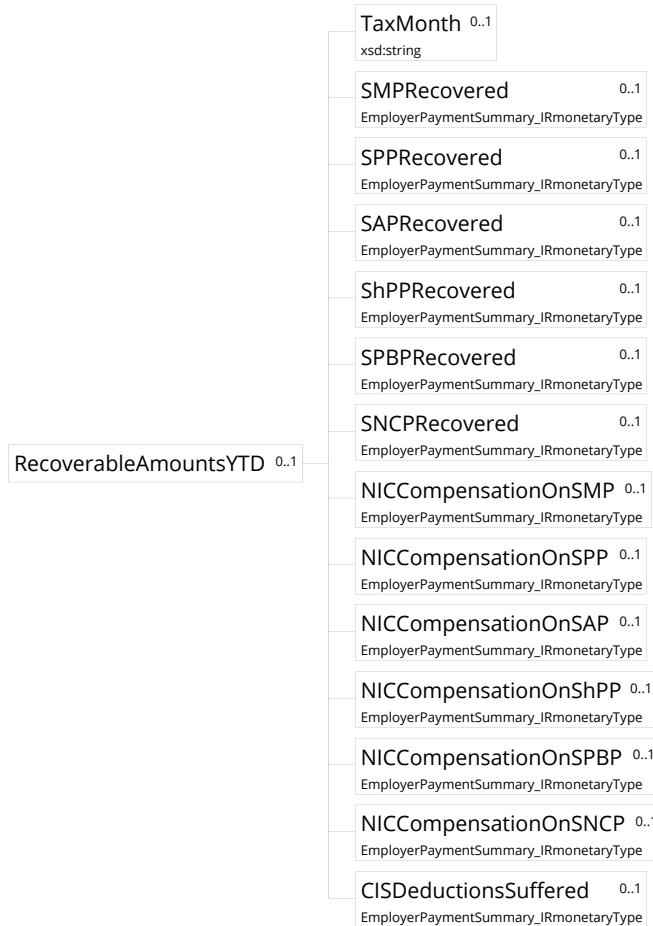 TaxMonth 0..1
xsd:string
SMPRecovered 0..1
EmployerPaymentSummary_IRmonetaryType
SPPRecovered 0..1
EmployerPaymentSummary_IRmonetaryType
SAPRecovered 0..1
EmployerPaymentSummary_IRmonetaryType
ShPPRecovered 0..1
EmployerPaymentSummary_IRmonetaryType
SPBPRecovered 0..1
EmployerPaymentSummary_IRmonetaryType
SNCPRecovered 0..1
EmployerPaymentSummary_IRmonetaryType
RecoverableAmountsYTD 0..1
NICCompensationOnSMP 0..1
EmployerPaymentSummary_IRmonetaryType
NICCompensationOnSPP 0..1
EmployerPaymentSummary_IRmonetaryType
NICCompensationOnSAP 0..1
EmployerPaymentSummary_IRmonetaryType
NICCompensationOnShPP 0..1
EmployerPaymentSummary_IRmonetaryType
NICCompensationOnSPBP 0..1
EmployerPaymentSummary_IRmonetaryType
NICCompensationOnSNCP 0..1
EmployerPaymentSummary_IRmonetaryType
CISDeductionsSuffered 0..1
EmployerPaymentSummary_IRmonetaryType